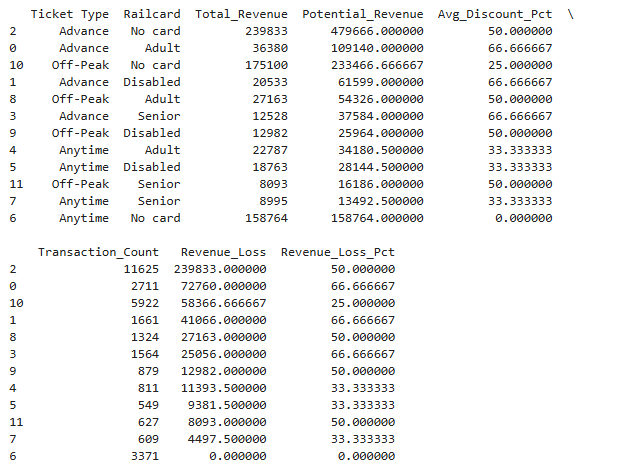 Ticket Type Railcard Total_Revenue Potential_Revenue Avg_Discount_Pct \
2 Advance No card 239833 479666.000000 50.000000
0 Advance Adult 36380 109140.000000 66.666667
10 Off-Peak No card 175100 233466.666667 25.000000
1 Advance Disabled 20533 61599.000000 66.666667
8 Off-Peak Adult 27163 54326.000000 50.000000
3 Advance Senior 12528 37584.000000 66.666667
9 Off-Peak Disabled 12982 25964.000000 50.000000
4 Anytime Adult 22787 34180.500000 33.333333
5 Anytime Disabled 18763 28144.500000 33.333333
11 Off-Peak Senior 8093 16186.000000 50.000000
7 Anytime Senior 8995 13492.500000 33.333333
6 Anytime No card 158764 158764.000000 0.000000
Transaction_Count Revenue_Loss Revenue_Loss_Pct
2 11625 239833.000000 50.000000
0 2711 72760.000000 66.666667
10 5922 58366.666667 25.000000
1 1661 41066.000000 66.666667
8 1324 27163.000000 50.000000
3 1564 25056.000000 66.666667
9 879 12982.000000 50.000000
4 811 11393.500000 33.333333
5 549 9381.500000 33.333333
11 627 8093.000000 50.000000
7 609 4497.500000 33.333333
6 3371 0.000000 0.000000